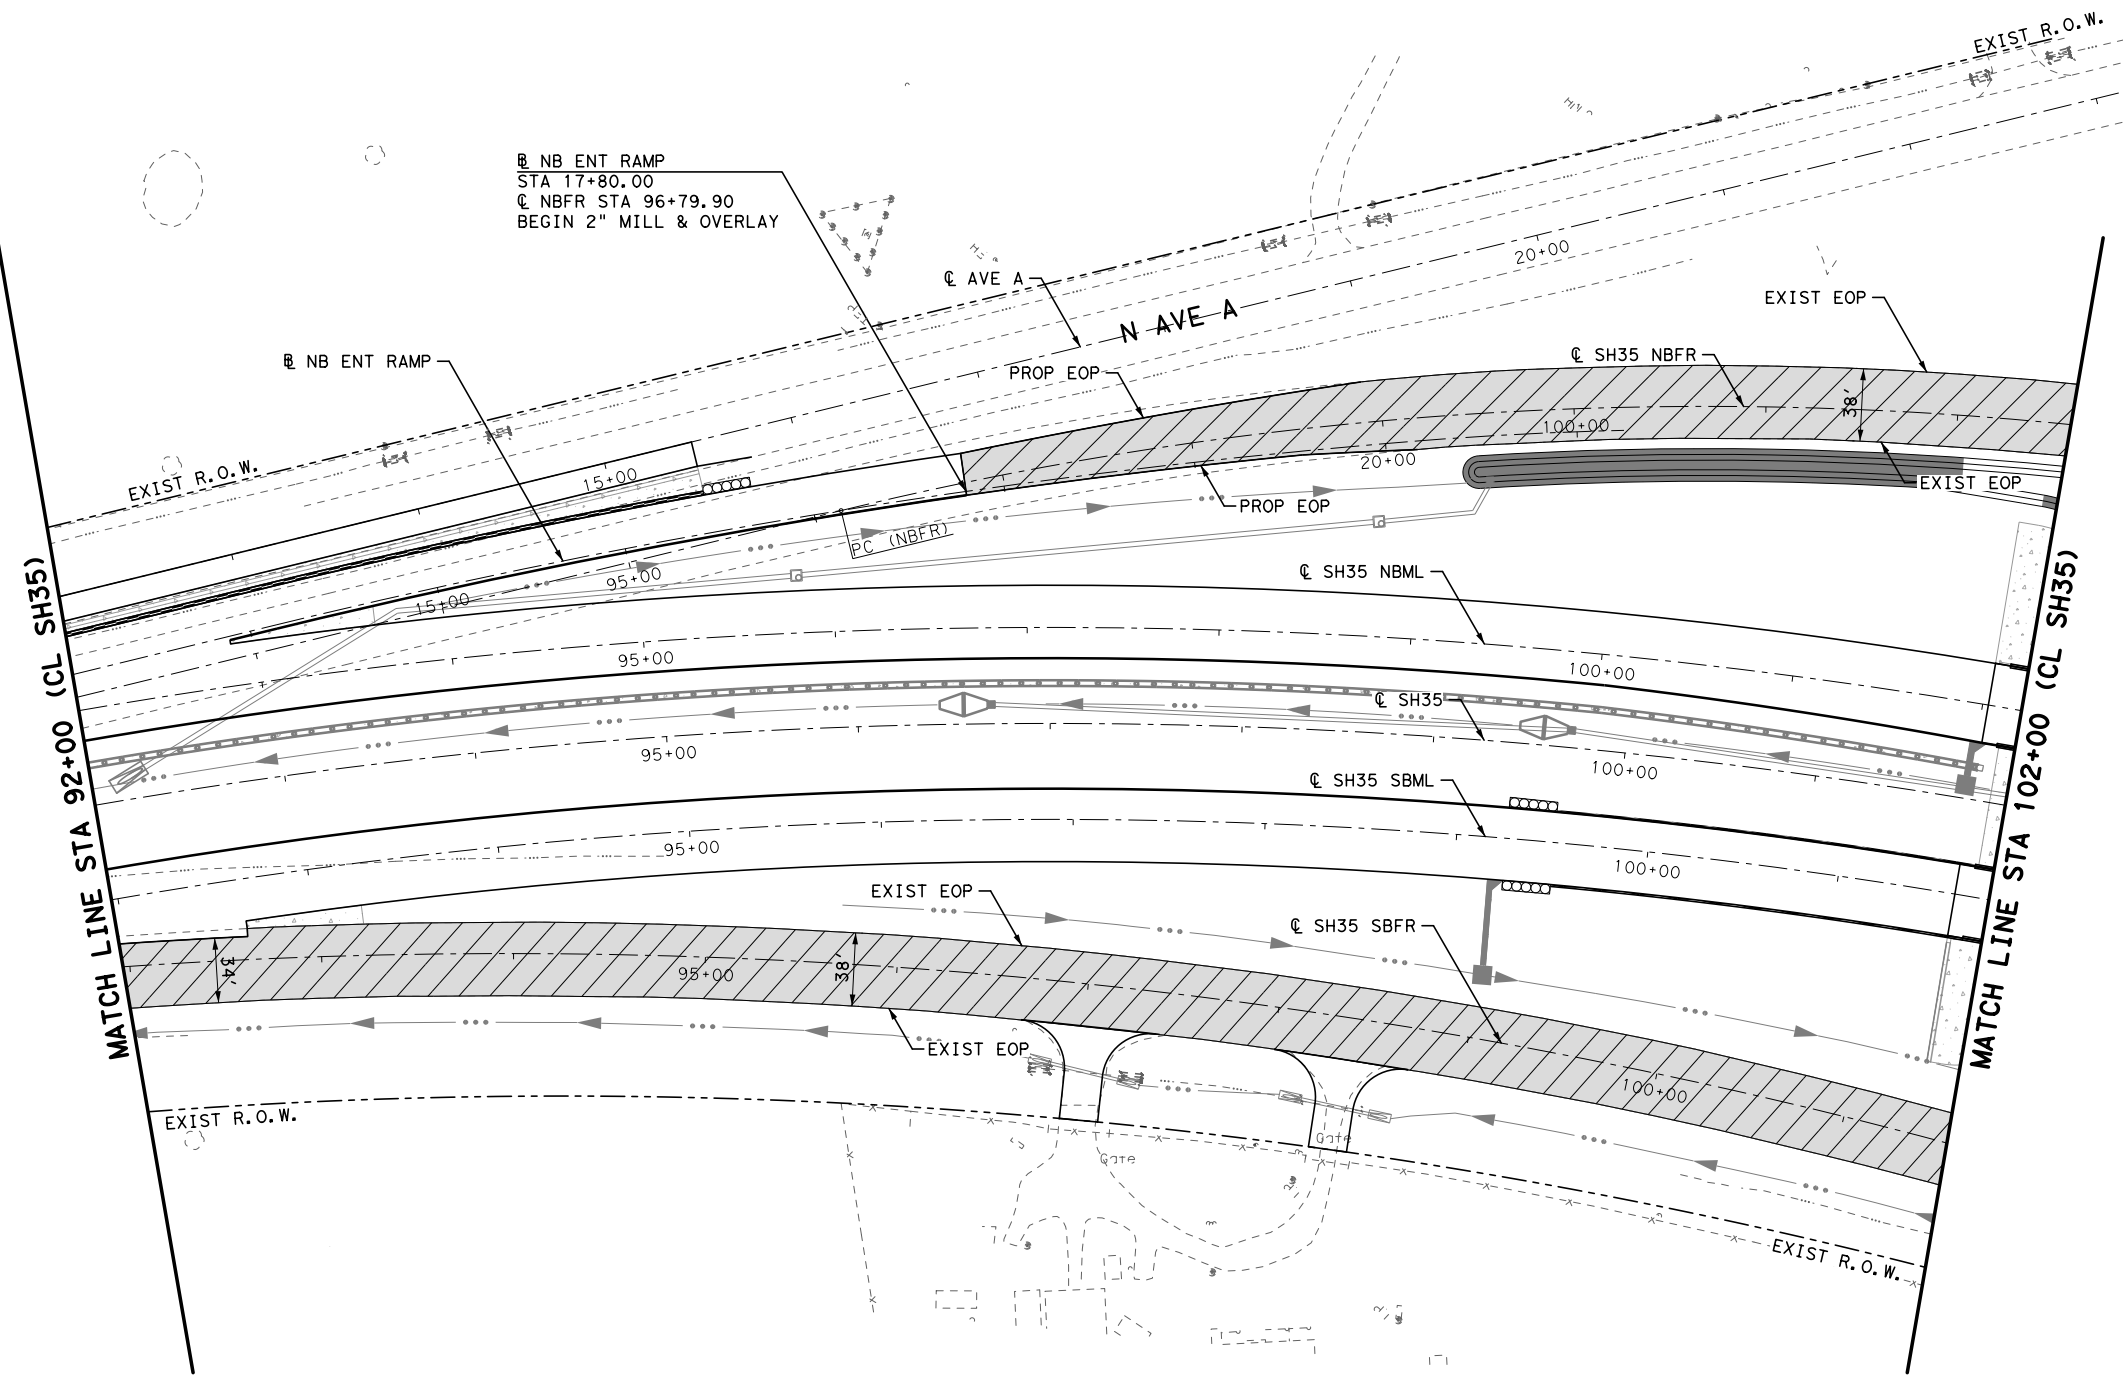 EXIST R.O.W.
℄ NB ENT RAMP
STA 17+80.00
℄ NBFR STA 96+79.90
BEGIN 2" MILL & OVERLAY
℄ AVE A
N AVE A
20+00
EXIST EOP
℄ NB ENT RAMP
PROP EOP
℄ SH35 NBFR
38'
100+00
EXIST R.O.W.
15+00
20+00
EXIST EOP
PROP EOP
PC (NBFR)
95+00
15+00
℄ SH35 NBML
95+00
100+00
℄ SH35
95+00
100+00
℄ SH35 SBML
95+00
100+00
EXIST EOP
℄ SH35 SBFR
34'
38'
95+00
EXIST EOP
100+00
EXIST R.O.W.
Gate
Gate
EXIST R.O.W.
MATCH LINE STA 92+00 (CL SH35)
MATCH LINE STA 102+00 (CL SH35)